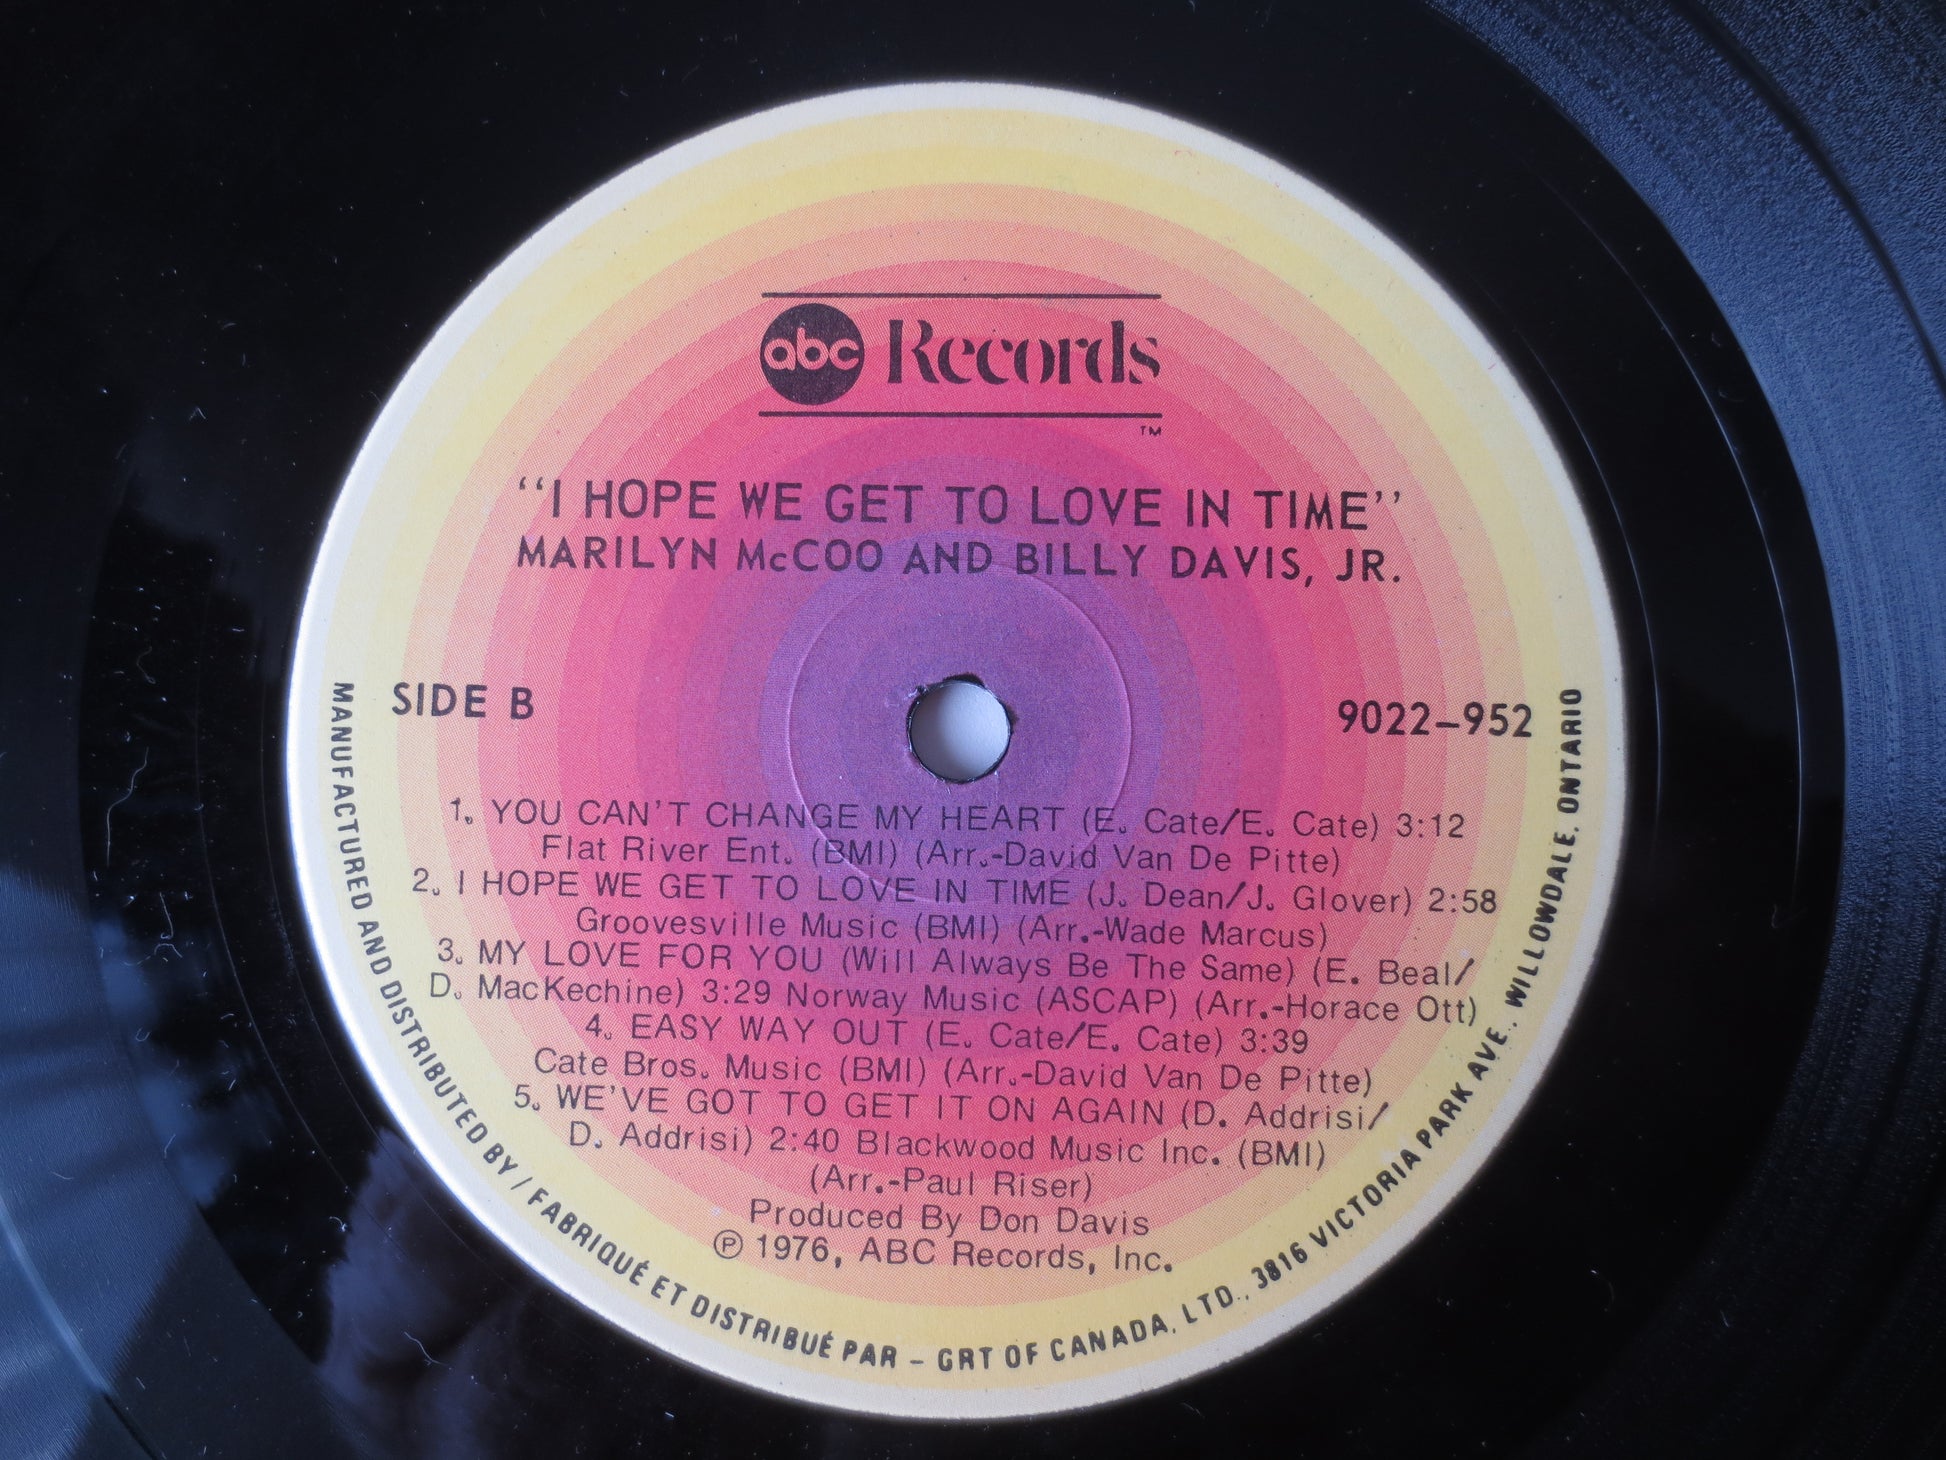 abc Records
TM
"I HOPE WE GET TO LOVE IN TIME"
MARILYN McCOO AND BILLY DAVIS, JR.
SIDE B
9022-952
1. YOU CAN'T CHANGE MY HEART (E. Cate/E. Cate) 3:12
Flat River Ent. (BMI) (Arr.-David Van De Pitte)
2. I HOPE WE GET TO LOVE IN TIME (J. Dean/J. Glover) 2:58
Groovesville Music (BMI) (Arr.-Wade Marcus)
3. MY LOVE FOR YOU (Will Always Be The Same) (E. Beal/
D. MacKechine) 3:29 Norway Music (ASCAP) (Arr.-Horace Ott)
4. EASY WAY OUT (E. Cate/E. Cate) 3:39
Cate Bros. Music (BMI) (Arr.-David Van De Pitte)
5. WE'VE GOT TO GET IT ON AGAIN (D. Addrisi/
D. Addrisi) 2:40 Blackwood Music Inc. (BMI)
(Arr.-Paul Riser)
Produced By Don Davis
℗ 1976, ABC Records, Inc.
MANUFACTURED AND DISTRIBUTED BY / FABRIQUÉ ET DISTRIBUÉ PAR – GRT OF CANADA, LTD., 3816 VICTORIA PARK AVE., WILLOWDALE, ONTARIO